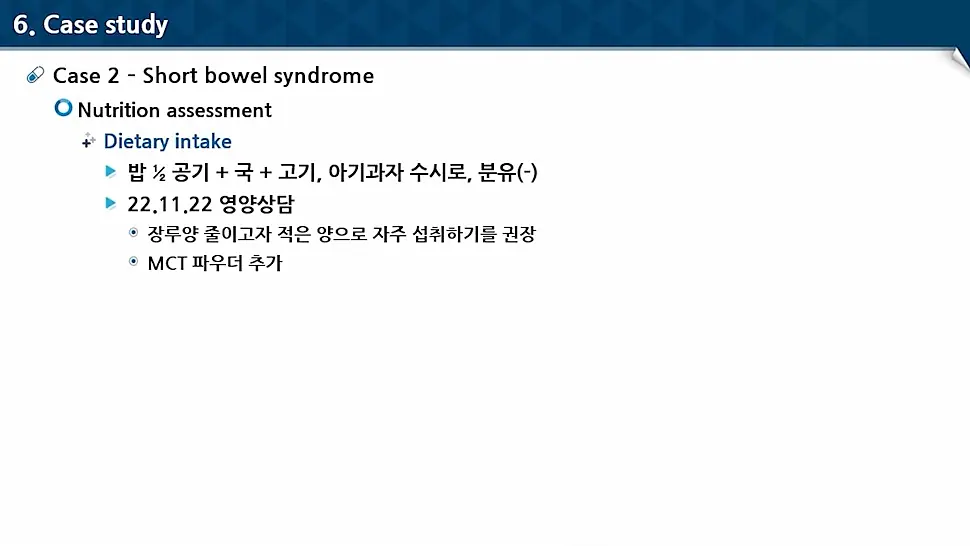 6. Case study
Case 2 - Short bowel syndrome
Nutrition assessment
Dietary intake
밥 ½ 공기 + 국 + 고기, 아기과자 수시로, 분유(-)
22.11.22 영양상담
장루양 줄이고자 적은 양으로 자주 섭취하기를 권장
MCT 파우더 추가